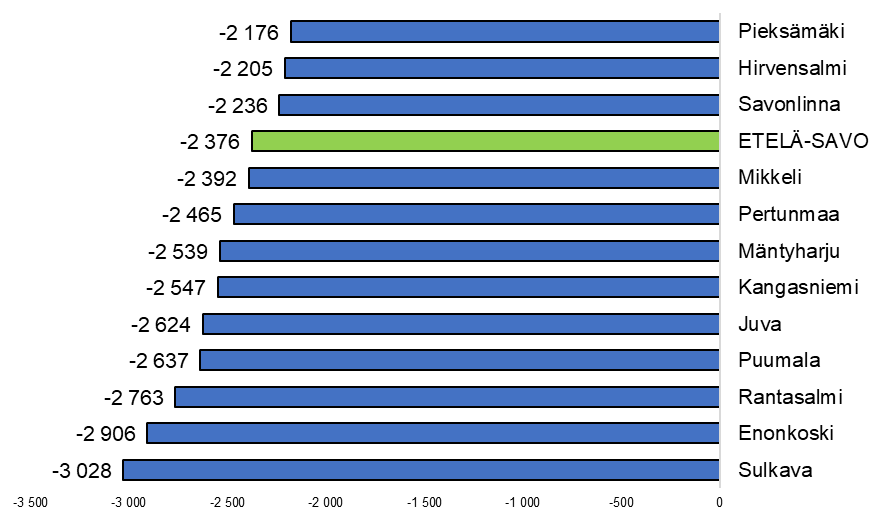 -2 176 Pieksämäki
-2 205 Hirvensalmi
-2 236 Savonlinna
-2 376 ETELÄ-SAVO
-2 392 Mikkeli
-2 465 Pertunmaa
-2 539 Mäntyharju
-2 547 Kangasniemi
-2 624 Juva
-2 637 Puumala
-2 763 Rantasalmi
-2 906 Enonkoski
-3 028 Sulkava
-3 500 -3 000 -2 500 -2 000 -1 500 -1 000 -500 0